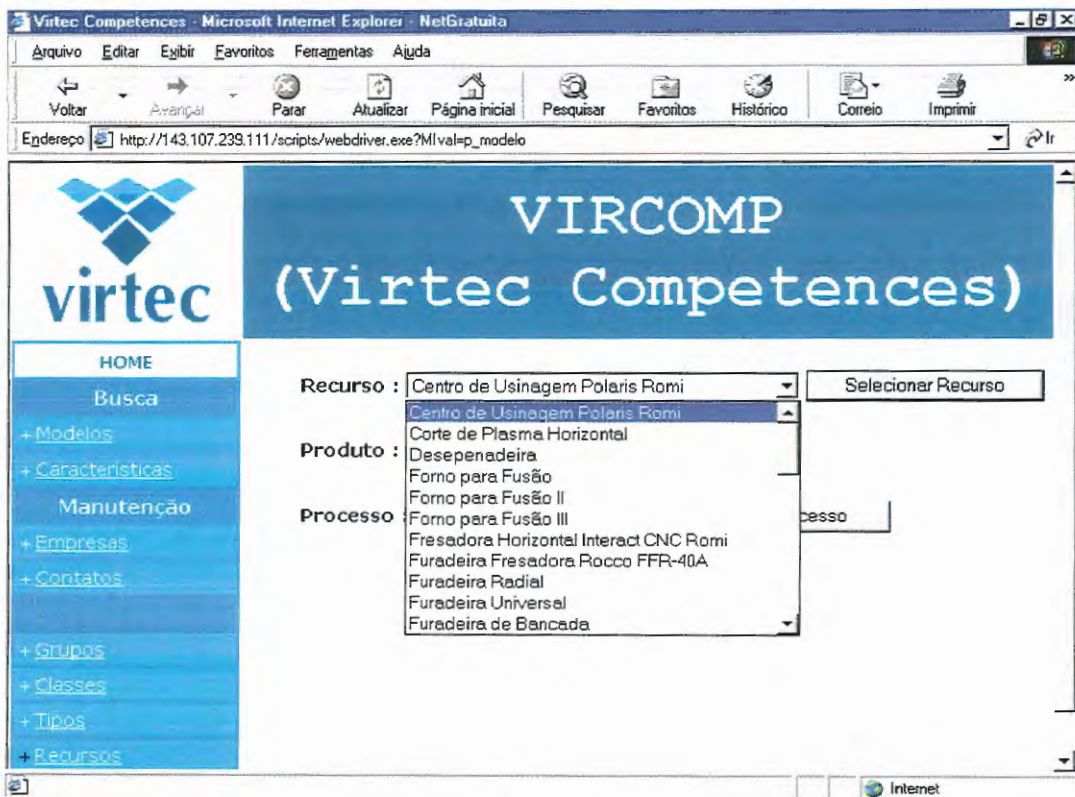 Virtec Competences - Microsoft Internet Explorer - NetGratuita
Arquivo Editar Exibir Favoritos Ferramentas Ajuda
Voltar Avançar Parar Atualizar Página inicial Pesquisar Favoritos Histórico Correio Imprimir »
Endereço http://143.107.239.111/scripts/webdriver.exe?MIval=p_modelo Ir
virtec
VIRCOMP
(Virtec Competences)
HOME
Busca
+ Modelos
+ Características
Manutenção
+ Empresas
+ Contatos
+ Grupos
+ Classes
+ Tipos
+ Recursos
Recurso : Centro de Usinagem Polaris Romi Selecionar Recurso
Centro de Usinagem Polaris Romi
Corte de Plasma Horizontal
Produto :
Desepenadeira
Forno para Fusão
Forno para Fusão II
Processo :
Forno para Fusão III
cesso
Fresadora Horizontal Interact CNC Romi
Furadeira Fresadora Rocco FFR-40A
Furadeira Radial
Furadeira Universal
Furadeira de Bancada
Internet